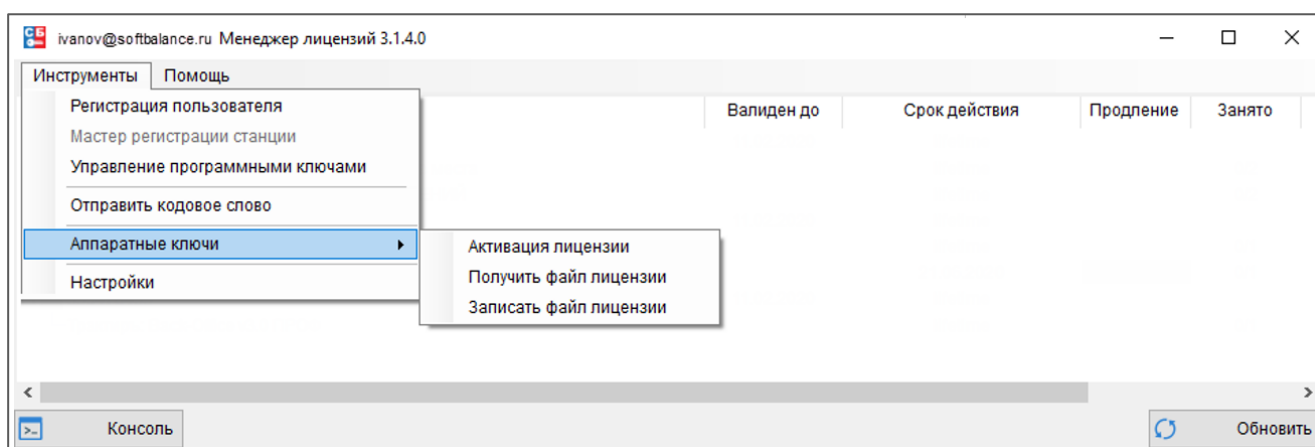 СБ
ivanov@softbalance.ru Менеджер лицензий 3.1.4.0
Инструменты Помощь
Регистрация пользователя
Мастер регистрации станции
Управление программными ключами
Отправить кодовое слово
Аппаратные ключи
Настройки
Активация лицензии
Получить файл лицензии
Записать файл лицензии
Валиден до Срок действия Продление Занято
Консоль Обновить